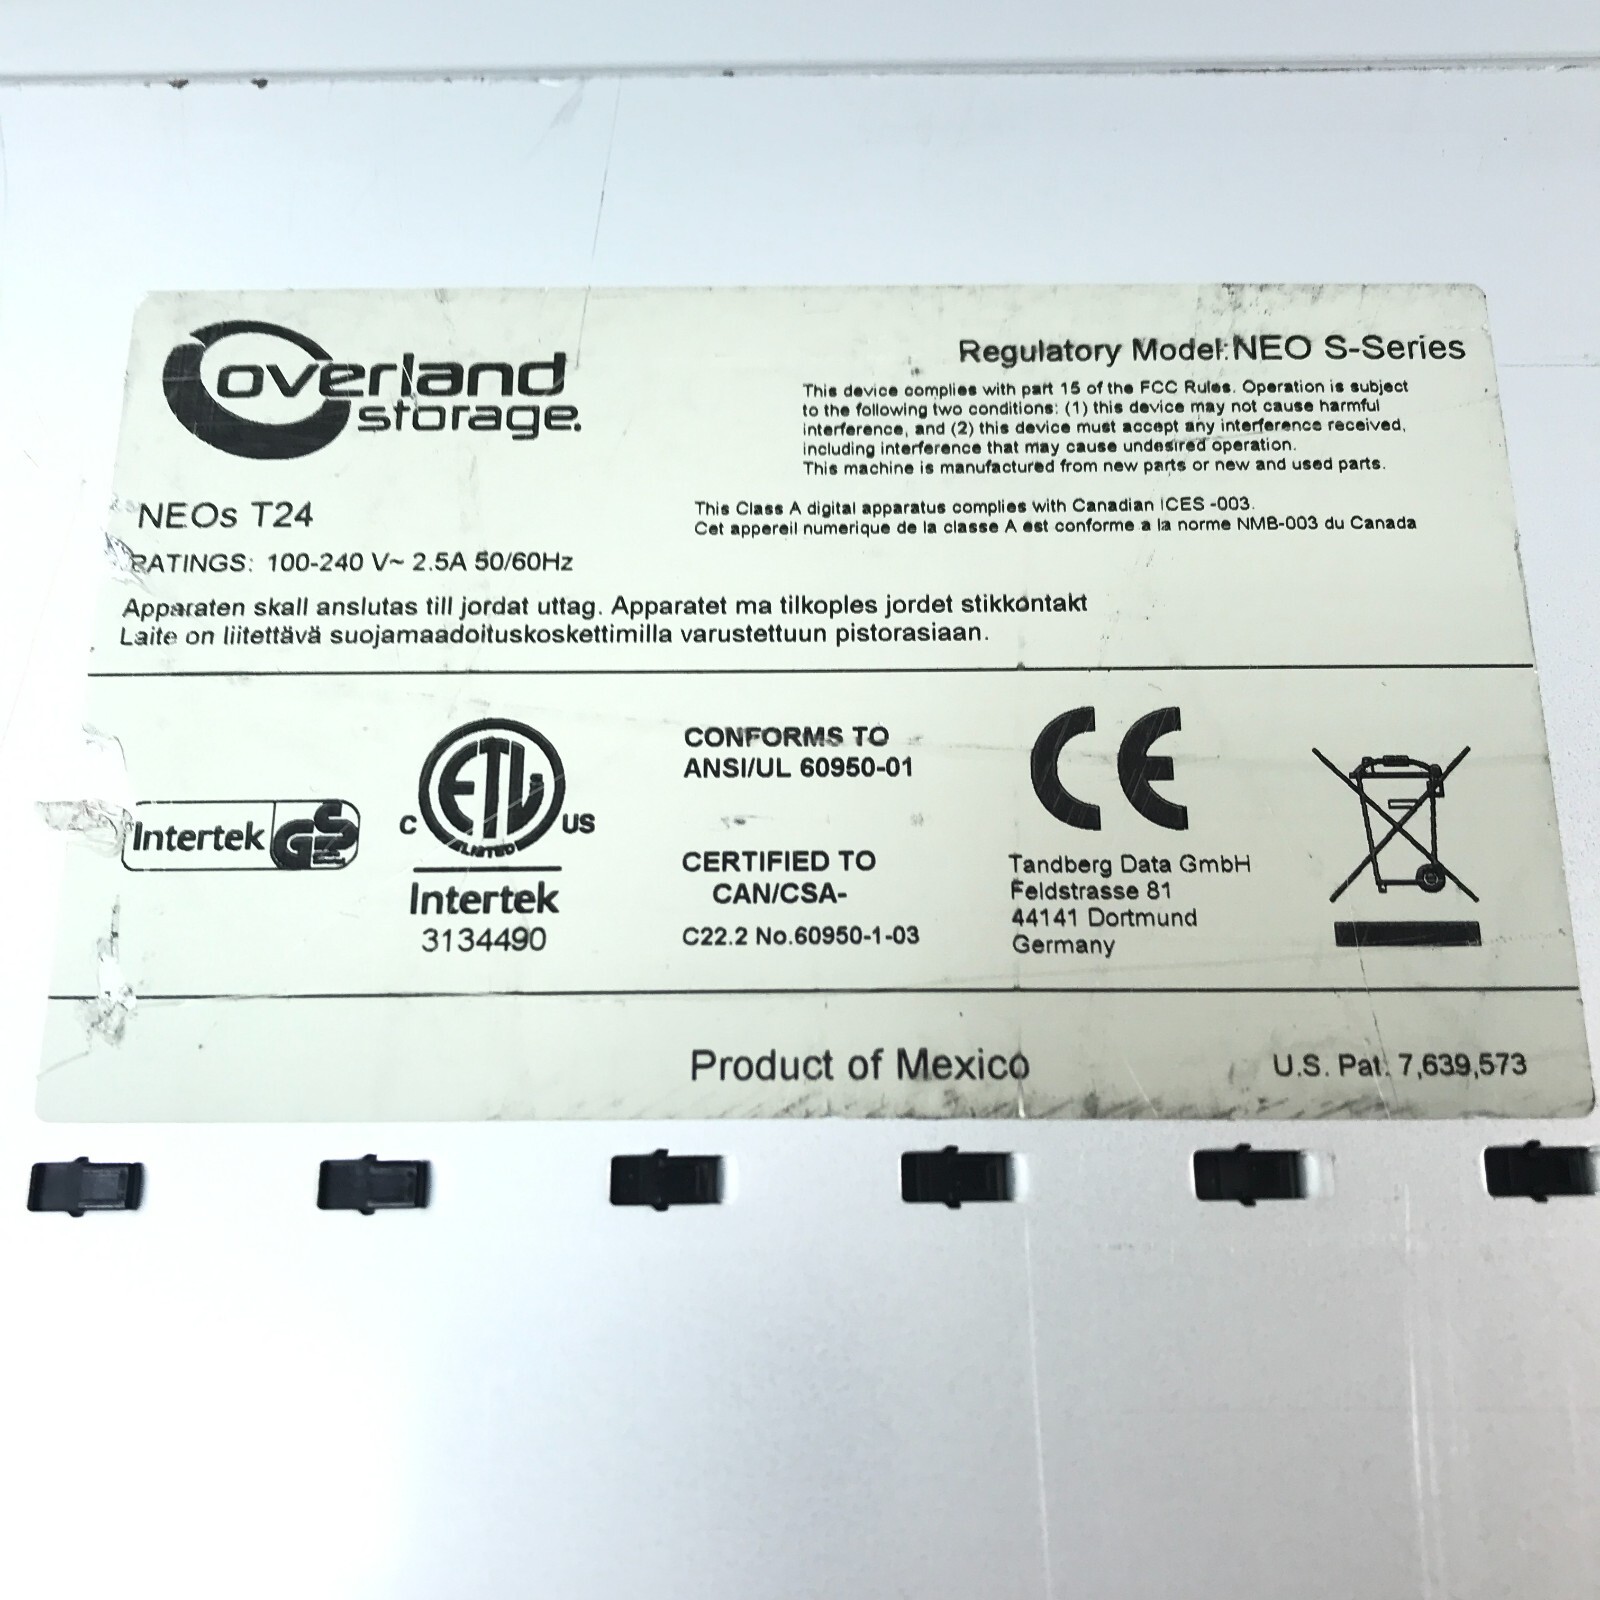 overland
storage.
Regulatory Model: NEO S-Series
This device complies with part 15 of the FCC Rules. Operation is subject
to the following two conditions: (1) this device may not cause harmful
interference, and (2) this device must accept any interference received,
including interference that may cause undesired operation.
This machine is manufactured from new parts or new and used parts.
NEOs T24
This Class A digital apparatus complies with Canadian ICES -003.
Cet appereil numerique de la classe A est conforme a la norme NMB-003 du Canada
RATINGS: 100-240 V~ 2.5A 50/60Hz
Apparaten skall anslutas till jordat uttag. Apparatet ma tilkoples jordet stikkontakt
Laite on liitettävä suojamaadoituskoskettimilla varustettuun pistorasiaan.
Intertek GS
C ETL US
LISTED
Intertek
3134490
CONFORMS TO
ANSI/UL 60950-01
CERTIFIED TO
CAN/CSA-
C22.2 No.60950-1-03
CE
Tandberg Data GmbH
Feldstrasse 81
44141 Dortmund
Germany
Product of Mexico
U.S. Pat. 7,639,573